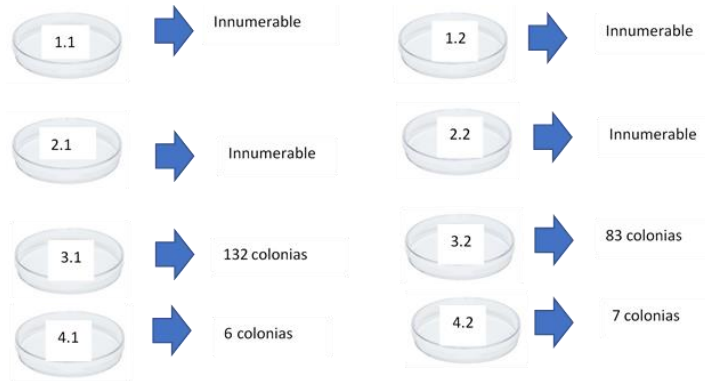 1.1 Innumerable 1.2 Innumerable
2.1 Innumerable 2.2 Innumerable
3.1 132 colonias 3.2 83 colonias
4.1 6 colonias 4.2 7 colonias